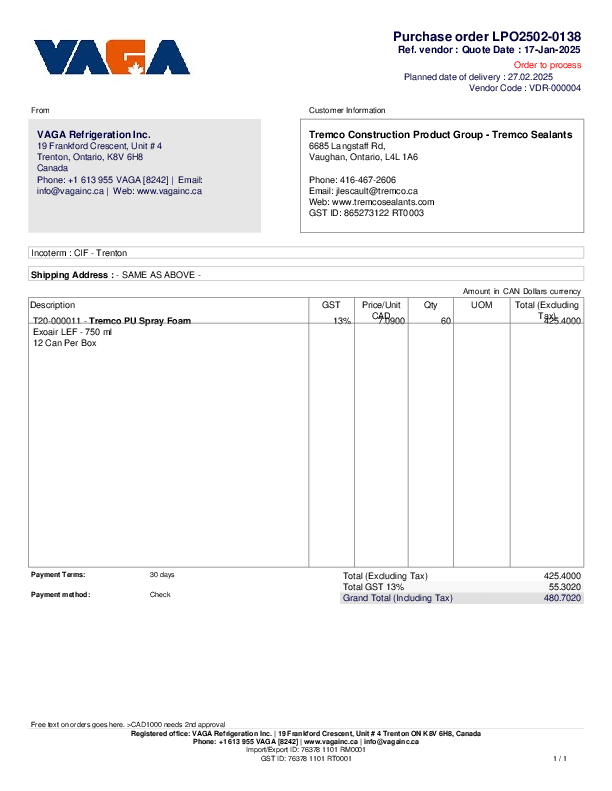 VAGA
Purchase order LPO2502-0138
Ref. vendor : Quote Date : 17-Jan-2025
Order to process
Planned date of delivery : 27.02.2025
Vendor Code : VDR-000004
From
VAGA Refrigeration Inc.
19 Frankford Crescent, Unit # 4
Trenton, Ontario, K8V 6H8
Canada
Phone: +1 613 955 VAGA [8242] | Email:
info@vagainc.ca | Web: www.vagainc.ca
Customer Information
Tremco Construction Product Group - Tremco Sealants
6685 Langstaff Rd,
Vaughan, Ontario, L4L 1A6
Phone: 416-467-2606
Email: jlescault@tremco.ca
Web: www.tremcosealants.com
GST ID: 865273122 RT0003
Incoterm : CIF - Trenton
Shipping Address : - SAME AS ABOVE -
Amount in CAN Dollars currency
Description GST Price/Unit CAD Qty UOM Total (Excluding Tax)
T20-000011 - Tremco PU Spray Foam 13% 7.0900 60 425.4000
Exoair LEF - 750 ml
12 Can Per Box
Payment Terms: 30 days
Payment method: Check
Total (Excluding Tax) 425.4000
Total GST 13% 55.3020
Grand Total (Including Tax) 480.7020
Free text on orders goes here. >CAD1000 needs 2nd approval
Registered office: VAGA Refrigeration Inc. | 19 Frankford Crescent, Unit # 4 Trenton ON K8V 6H8, Canada
Phone: +1 613 955 VAGA [8242] | www.vagainc.ca | info@vagainc.ca
Import/Export ID: 76378 1101 RM0001
GST ID: 76378 1101 RT0001
1 / 1